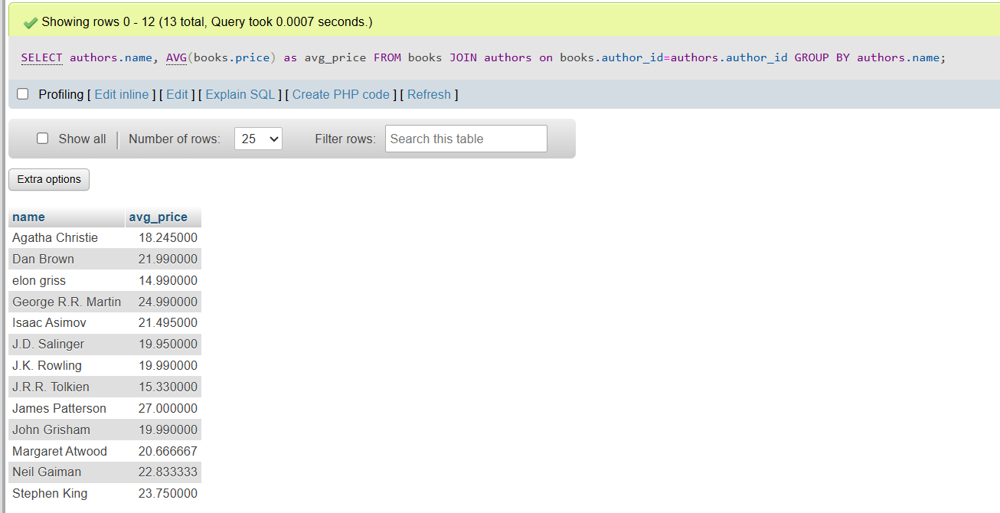 Showing rows 0 - 12 (13 total, Query took 0.0007 seconds.)
SELECT authors.name, AVG(books.price) as avg_price FROM books JOIN authors on books.author_id=authors.author_id GROUP BY authors.name;
Profiling [ Edit inline ] [ Edit ] [ Explain SQL ] [ Create PHP code ] [ Refresh ]
Show all Number of rows: 25 Filter rows: Search this table
Extra options
name avg_price
Agatha Christie 18.245000
Dan Brown 21.990000
elon griss 14.990000
George R.R. Martin 24.990000
Isaac Asimov 21.495000
J.D. Salinger 19.950000
J.K. Rowling 19.990000
J.R.R. Tolkien 15.330000
James Patterson 27.000000
John Grisham 19.990000
Margaret Atwood 20.666667
Neil Gaiman 22.833333
Stephen King 23.750000